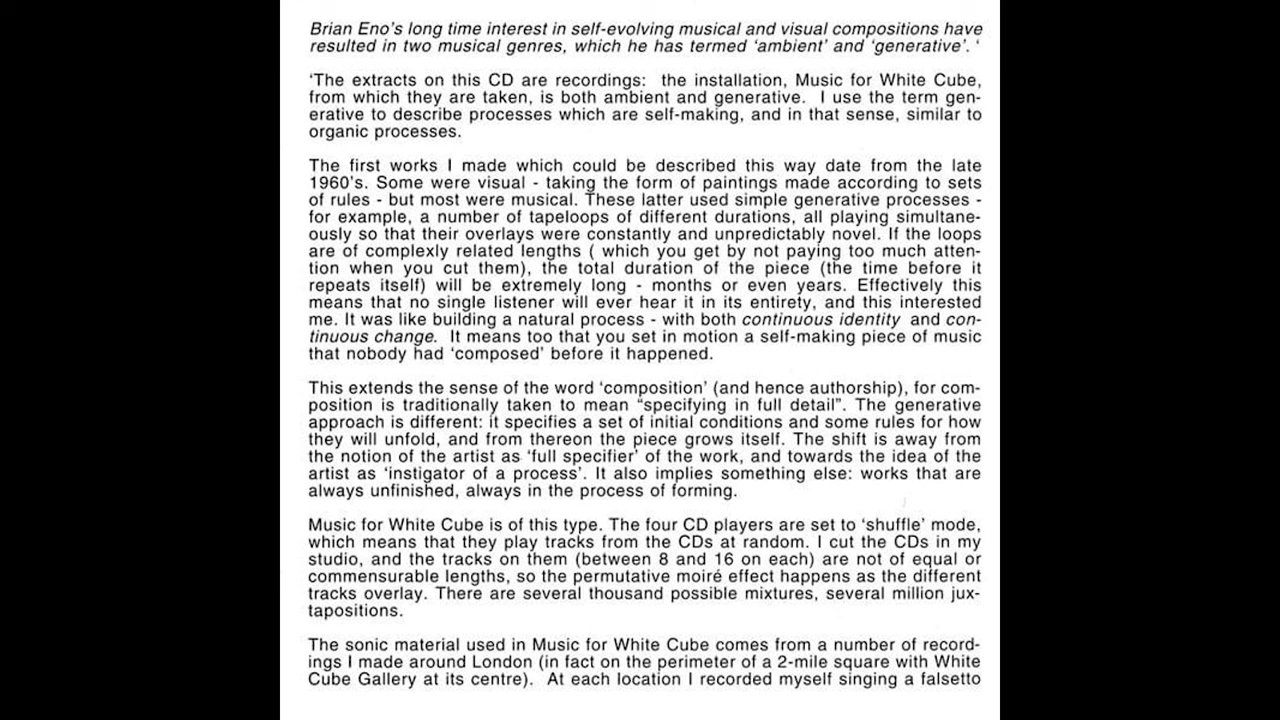 Brian Eno's long time interest in self-evolving musical and visual compositions have
resulted in two musical genres, which he has termed 'ambient' and 'generative'. '
'The extracts on this CD are recordings: the installation, Music for White Cube,
from which they are taken, is both ambient and generative. I use the term gen-
erative to describe processes which are self-making, and in that sense, similar to
organic processes.
The first works I made which could be described this way date from the late
1960's. Some were visual - taking the form of paintings made according to sets
of rules - but most were musical. These latter used simple generative processes -
for example, a number of tapeloops of different durations, all playing simultane-
ously so that their overlays were constantly and unpredictably novel. If the loops
are of complexly related lengths ( which you get by not paying too much atten-
tion when you cut them), the total duration of the piece (the time before it
repeats itself) will be extremely long - months or even years. Effectively this
means that no single listener will ever hear it in its entirety, and this interested
me. It was like building a natural process - with both continuous identity and con-
tinuous change. It means too that you set in motion a self-making piece of music
that nobody had 'composed' before it happened.
This extends the sense of the word 'composition' (and hence authorship), for com-
position is traditionally taken to mean “specifying in full detail”. The generative
approach is different: it specifies a set of initial conditions and some rules for how
they will unfold, and from thereon the piece grows itself. The shift is away from
the notion of the artist as 'full specifier' of the work, and towards the idea of the
artist as 'instigator of a process'. It also implies something else: works that are
always unfinished, always in the process of forming.
Music for White Cube is of this type. The four CD players are set to 'shuffle' mode,
which means that they play tracks from the CDs at random. I cut the CDs in my
studio, and the tracks on them (between 8 and 16 on each) are not of equal or
commensurable lengths, so the permutative moiré effect happens as the different
tracks overlay. There are several thousand possible mixtures, several million jux-
tapositions.
The sonic material used in Music for White Cube comes from a number of record-
ings I made around London (in fact on the perimeter of a 2-mile square with White
Cube Gallery at its centre). At each location I recorded myself singing a falsetto